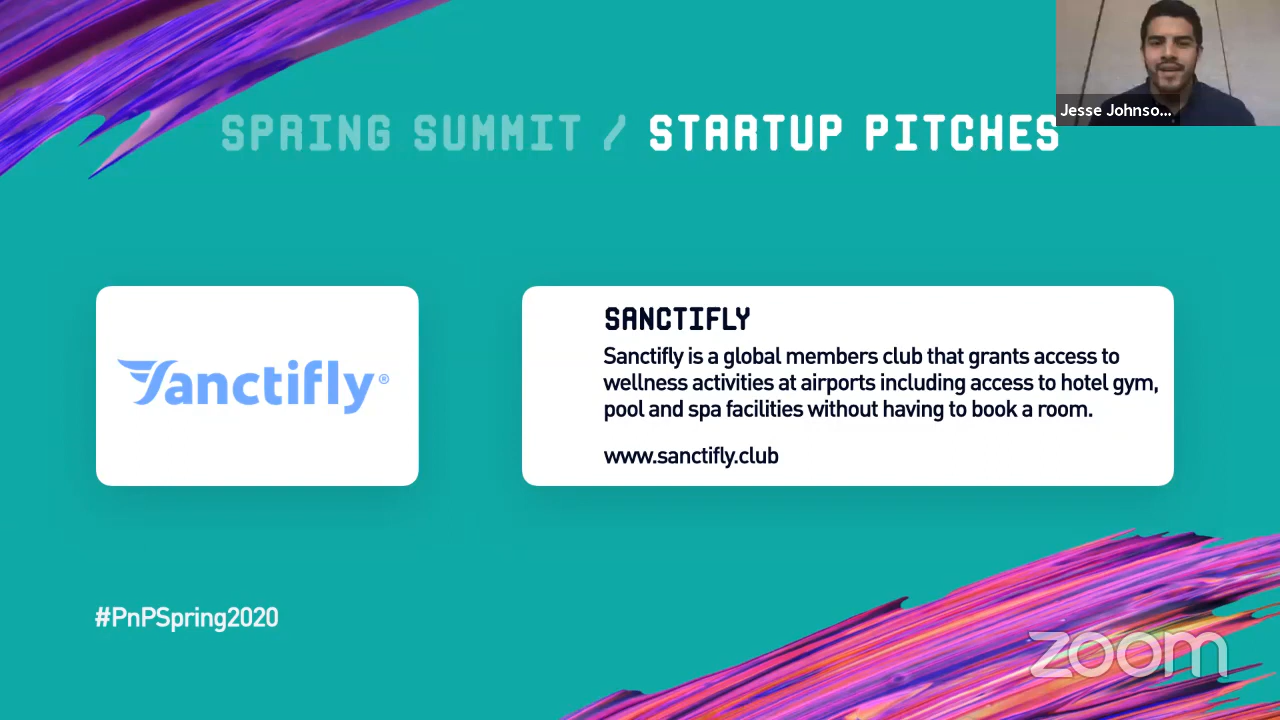 Jesse Johnso...
SPRING SUMMIT / STARTUP PITCHES
Sanctifly®
SANCTIFLY
Sanctifly is a global members club that grants access to
wellness activities at airports including access to hotel gym,
pool and spa facilities without having to book a room.
www.sanctifly.club
#PnPSpring2020
zoom